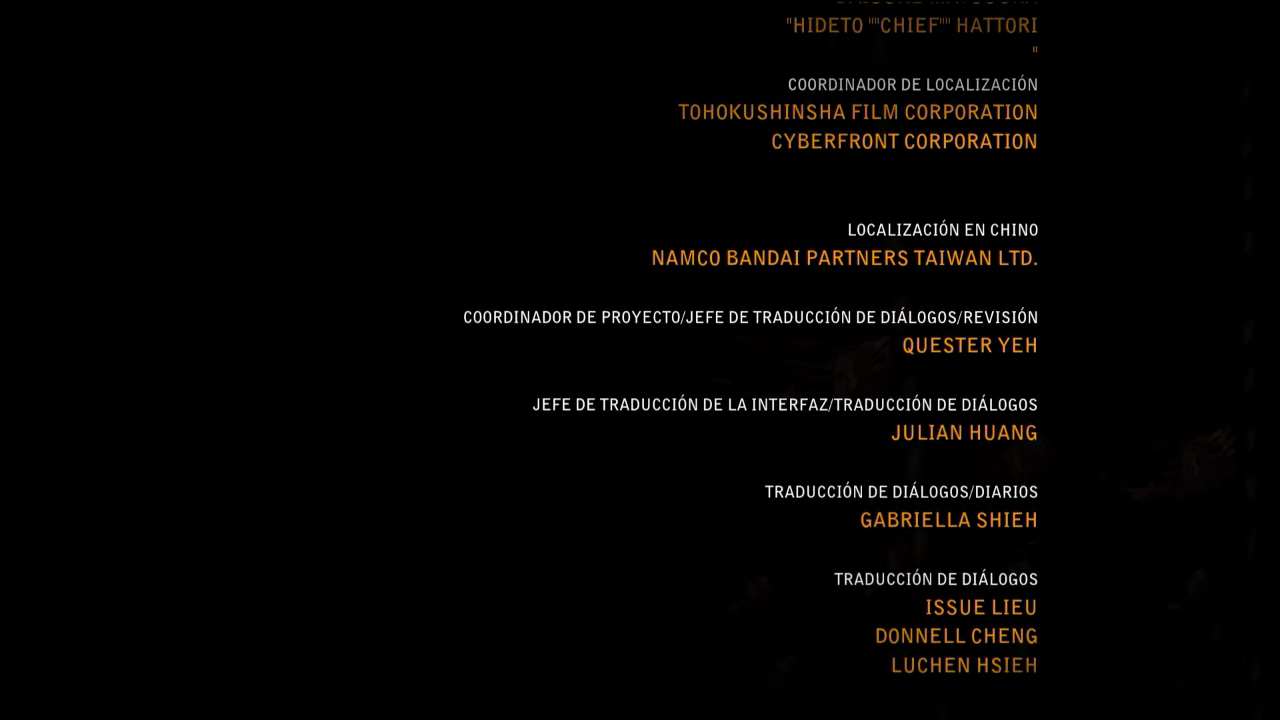 "HIDETO ""CHIEF"" HATTORI
"
COORDINADOR DE LOCALIZACIÓN
TOHOKUSHINSHA FILM CORPORATION
CYBERFRONT CORPORATION
LOCALIZACIÓN EN CHINO
NAMCO BANDAI PARTNERS TAIWAN LTD.
COORDINADOR DE PROYECTO/JEFE DE TRADUCCIÓN DE DIÁLOGOS/REVISIÓN
QUESTER YEH
JEFE DE TRADUCCIÓN DE LA INTERFAZ/TRADUCCIÓN DE DIÁLOGOS
JULIAN HUANG
TRADUCCIÓN DE DIÁLOGOS/DIARIOS
GABRIELLA SHIEH
TRADUCCIÓN DE DIÁLOGOS
ISSUE LIEU
DONNELL CHENG
LUCHEN HSIEH